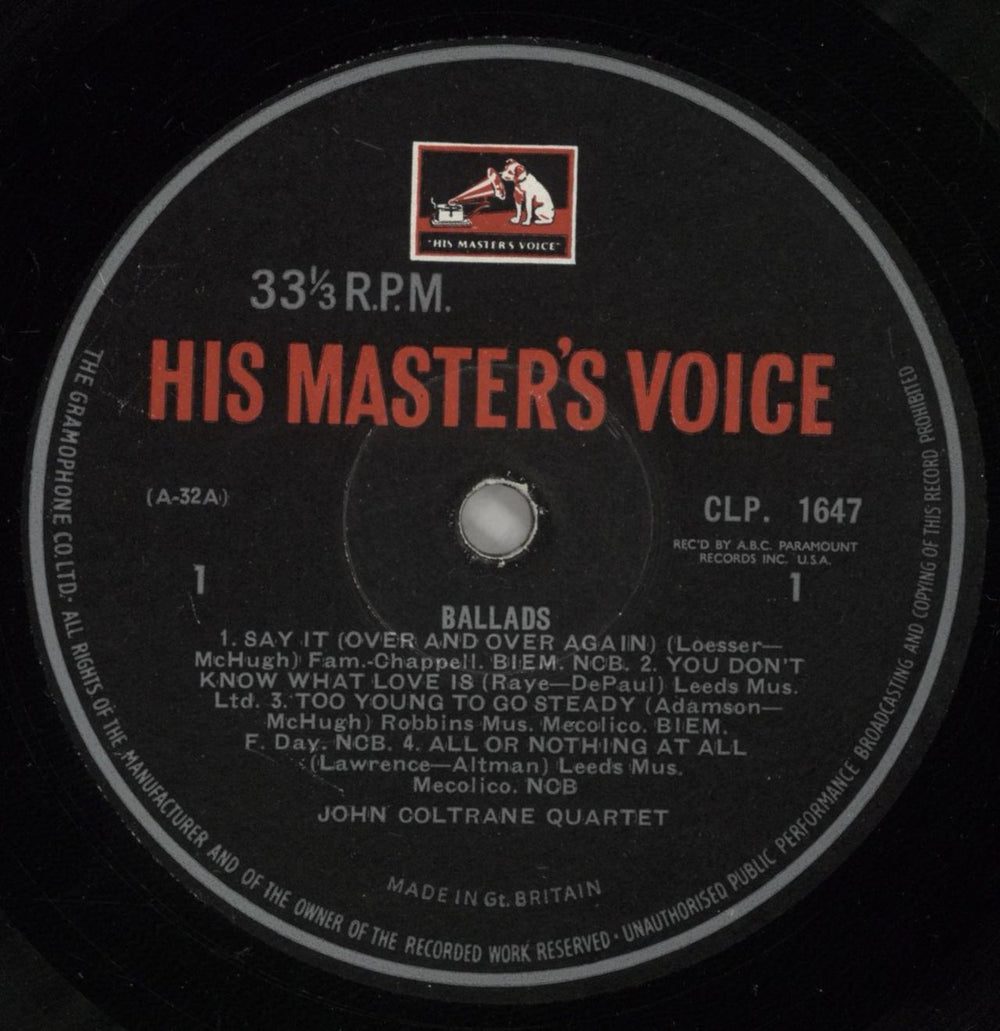 "HIS MASTER'S VOICE"
33⅓ R.P.M.
HIS MASTER'S VOICE
(A-32A)
CLP. 1647
REC'D BY A.B.C. PARAMOUNT
RECORDS INC. U.S.A.
1
1
BALLADS
1. SAY IT (OVER AND OVER AGAIN) (Loesser—
McHugh) Fam.-Chappell. BIEM. NCB. 2. YOU DON'T
KNOW WHAT LOVE IS (Raye—DePaul) Leeds Mus.
Ltd. 3. TOO YOUNG TO GO STEADY (Adamson—
McHugh) Robbins Mus. Mecolico. BIEM.
F. Day. NCB. 4. ALL OR NOTHING AT ALL
(Lawrence—Altman) Leeds Mus.
Mecolico. NCB
JOHN COLTRANE QUARTET
MADE IN Gt. BRITAIN
THE GRAMOPHONE CO. LTD. ALL RIGHTS OF THE MANUFACTURER AND OF THE OWNER OF THE RECORDED WORK RESERVED · UNAUTHORISED PUBLIC PERFORMANCE BROADCASTING AND COPYING OF THIS RECORD PROHIBITED